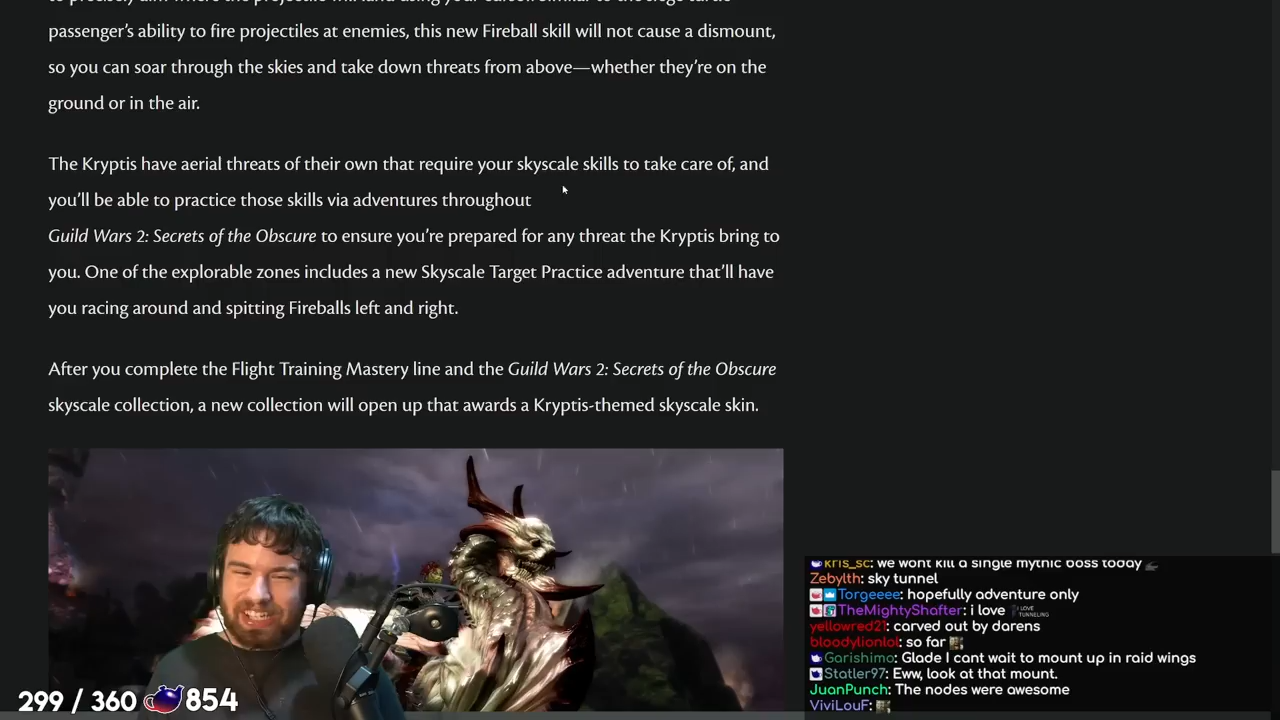 passenger's ability to fire projectiles at enemies, this new Fireball skill will not cause a dismount,
so you can soar through the skies and take down threats from above—whether they're on the
ground or in the air.
The Kryptis have aerial threats of their own that require your skyscale skills to take care of, and
you'll be able to practice those skills via adventures throughout
Guild Wars 2: Secrets of the Obscure to ensure you're prepared for any threat the Kryptis bring to
you. One of the explorable zones includes a new Skyscale Target Practice adventure that'll have
you racing around and spitting Fireballs left and right.
After you complete the Flight Training Mastery line and the Guild Wars 2: Secrets of the Obscure
skyscale collection, a new collection will open up that awards a Kryptis-themed skyscale skin.
kris_sc: we wont kill a single mythic boss today
Zebylth: sky tunnel
Torgeeee: hopefully adventure only
TheMightyShafter: i love I LOVE TUNNELING
yellowred21: carved out by darens
bloodylionlol: so far
Garishimo: Glade I cant wait to mount up in raid wings
Statler97: Eww, look at that mount.
JuanPunch: The nodes were awesome
ViviLouF:
299 / 360 854